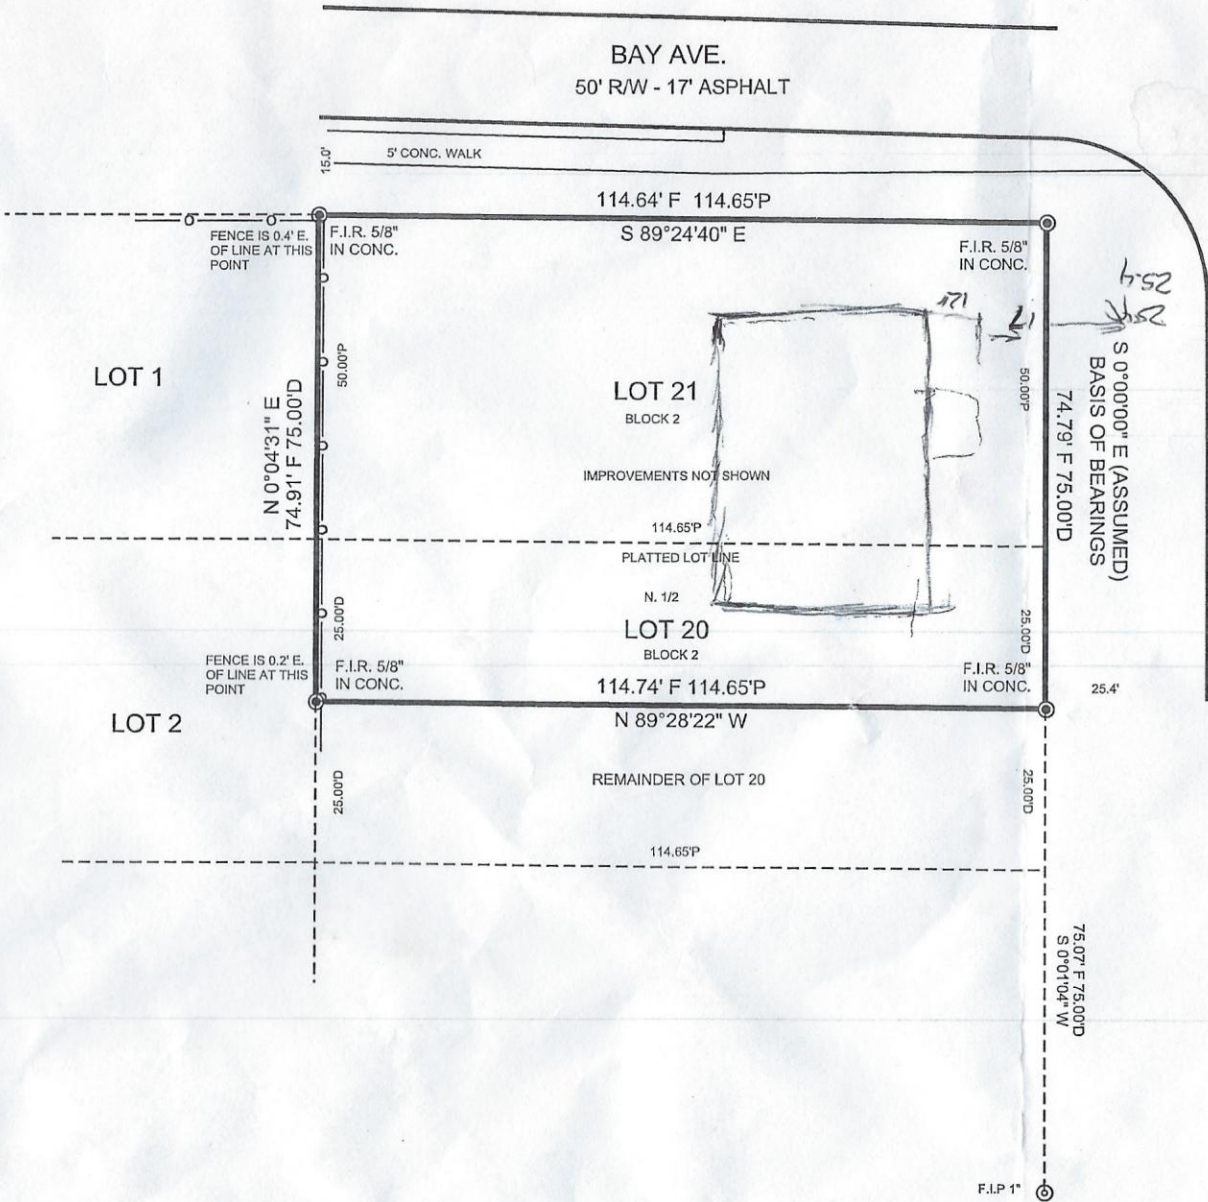 BAY AVE.
50' R/W - 17' ASPHALT
15.0'
5' CONC. WALK
114.64' F 114.65'P
S 89°24'40" E
FENCE IS 0.4' E.
OF LINE AT THIS
POINT
F.I.R. 5/8"
IN CONC.
F.I.R. 5/8"
IN CONC.
25.4
25.4
12'
LOT 1
50.00'P
N 0°04'31" E
74.91' F 75.00'D
LOT 21
BLOCK 2
50.00'P
74.79' F 75.00'D
S 0°00'00" E (ASSUMED)
BASIS OF BEARINGS
IMPROVEMENTS NOT SHOWN
114.65'P
PLATTED LOT LINE
N. 1/2
LOT 20
BLOCK 2
25.00'D
25.00'D
FENCE IS 0.2' E.
OF LINE AT THIS
POINT
F.I.R. 5/8"
IN CONC.
F.I.R. 5/8"
IN CONC.
114.74' F 114.65'P
N 89°28'22" W
25.4'
LOT 2
REMAINDER OF LOT 20
25.00'D
25.00'D
114.65'P
75.07' F 75.00'D
S 0°01'04" W
F.I.P 1"